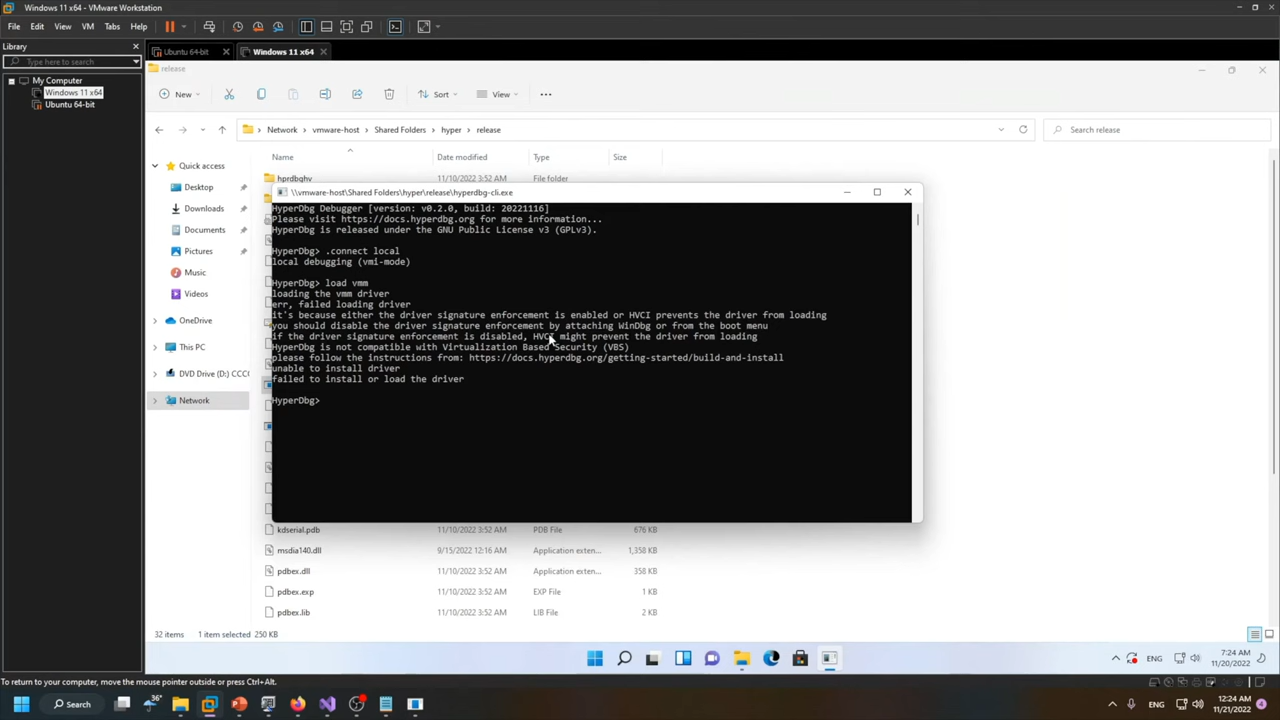 Windows 11 x64 - VMware Workstation
File Edit View VM Tabs Help
Library
Type here to search
My Computer
Windows 11 x64
Ubuntu 64-bit
Ubuntu 64-bit
Windows 11 x64
release
New
Sort
View
Network
vmware-host
Shared Folders
hyper
release
Search release
Quick access
Desktop
Downloads
Documents
Pictures
Music
Videos
OneDrive
This PC
DVD Drive (D:) CCCO
Network
Name Date modified Type Size
hprdbghv 11/10/2022 3:52 AM File folder
\\vmware-host\Shared Folders\hyper\release\hyperdbg-cli.exe
HyperDbg Debugger [version: v0.2.0, build: 20221116]
Please visit https://docs.hyperdbg.org for more information...
HyperDbg is released under the GNU Public License v3 (GPLv3).
HyperDbg> .connect local
local debugging (vmi-mode)
HyperDbg> load vmm
loading the vmm driver
err, failed loading driver
it's because either the driver signature enforcement is enabled or HVCI prevents the driver from loading
you should disable the driver signature enforcement by attaching WinDbg or from the boot menu
if the driver signature enforcement is disabled, HVCI might prevent the driver from loading
HyperDbg is not compatible with Virtualization Based Security (VBS)
please follow the instructions from: https://docs.hyperdbg.org/getting-started/build-and-install
unable to install driver
failed to install or load the driver
HyperDbg>
kdserial.pdb 11/10/2022 3:52 AM PDB File 676 KB
msdia140.dll 9/15/2022 12:16 AM Application exten... 1,358 KB
pdbex.dll 11/10/2022 3:52 AM Application exten... 358 KB
pdbex.exp 11/10/2022 3:52 AM EXP File 1 KB
pdbex.lib 11/10/2022 3:52 AM LIB File 2 KB
32 items 1 item selected 250 KB
ENG
7:24 AM
11/20/2022
To return to your computer, move the mouse pointer outside or press Ctrl+Alt.
Search
36°
ENG
12:24 AM
11/21/2022